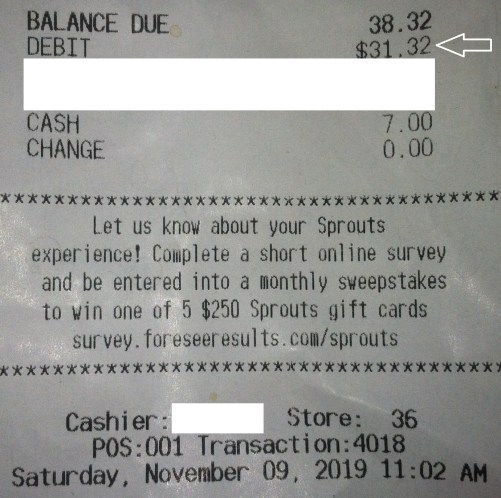 BALANCE DUE 38.32
DEBIT $31.32
CASH 7.00
CHANGE 0.00
************************************
Let us know about your Sprouts
experience! Complete a short online survey
and be entered into a monthly sweepstakes
to win one of 5 $250 Sprouts gift cards
survey.foreseeresults.com/sprouts
************************************
Cashier: Store: 36
POS:001 Transaction:4018
Saturday, November 09, 2019 11:02 AM